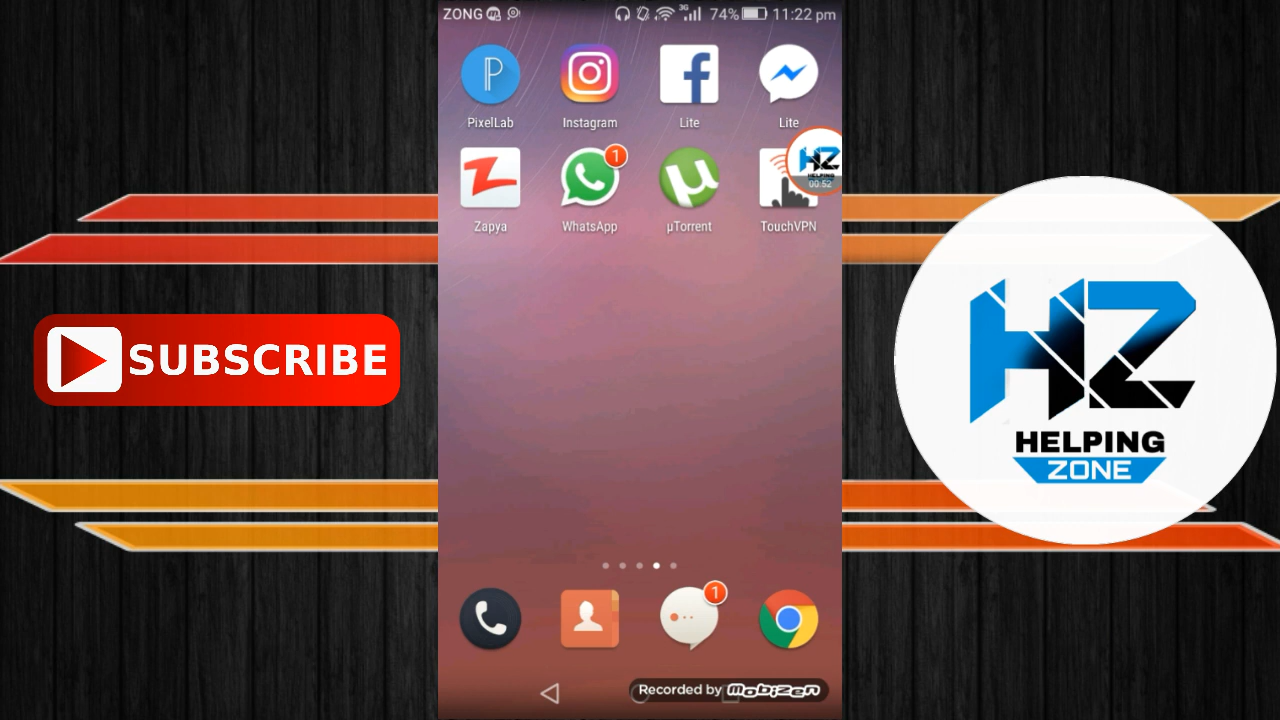 ZONG 3G 74% 11:22 pm
PixelLab Instagram Lite Lite
1
HZ
HELPING
00:52
Zapya WhatsApp µTorrent TouchVPN
SUBSCRIBE
HZ
HELPING
ZONE
1
Recorded by mobizen